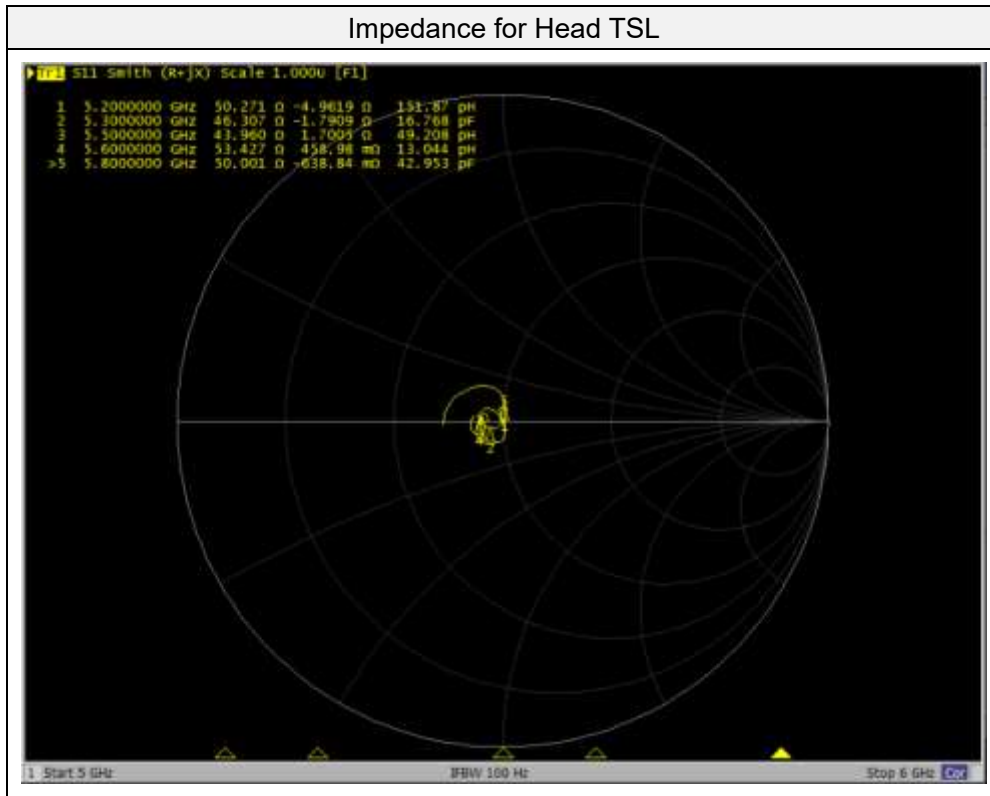 Impedance for Head TSL
Tr1 S11 Smith (R+jX) Scale 1.000U [F1]
1 5.2000000 GHz 50.271 Ω -4.9619 Ω 151.87 pH
2 5.3000000 GHz 46.307 Ω -1.7909 Ω 16.768 pF
3 5.5000000 GHz 43.960 Ω 1.7005 Ω 49.208 pH
4 5.6000000 GHz 53.427 Ω 458.98 mΩ 13.044 pH
>5 5.8000000 GHz 50.001 Ω -638.84 mΩ 42.953 pF
1 Start 5 GHz
IFBW 100 Hz
Stop 6 GHz Cor